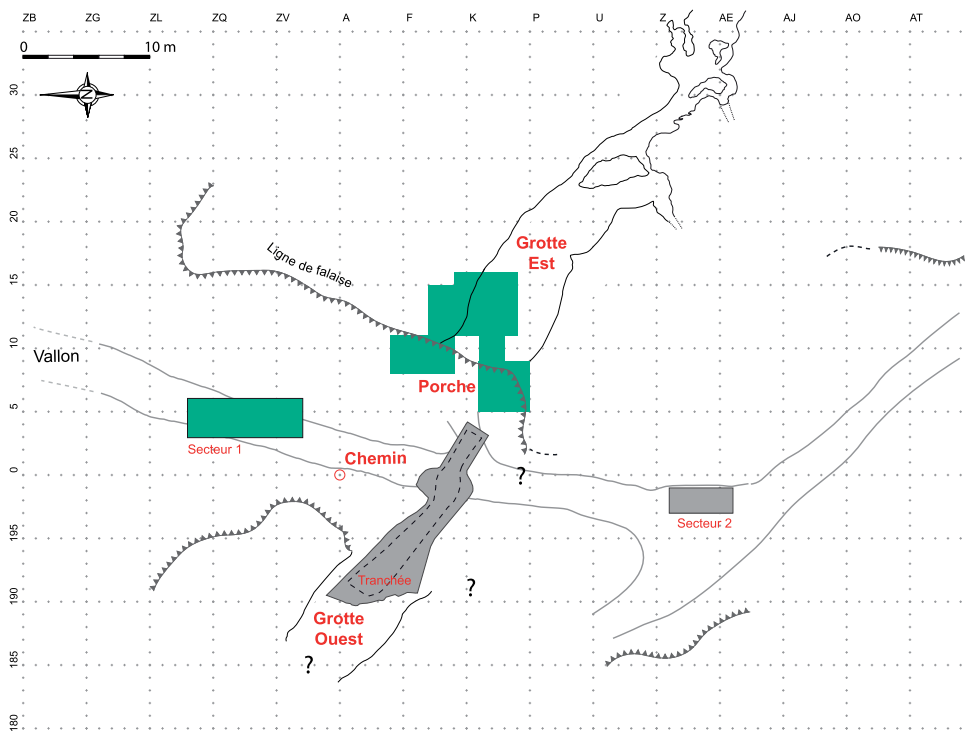 ZB ZG ZL ZQ ZV A F K P U Z AE AJ AO AT
0 10 m
N
30
25
20
15
10
5
0
195
190
185
180
Grotte
Est
Ligne de falaise
Vallon
Porche
Secteur 1
Chemin
?
Secteur 2
Tranchée
?
Grotte
Ouest
?